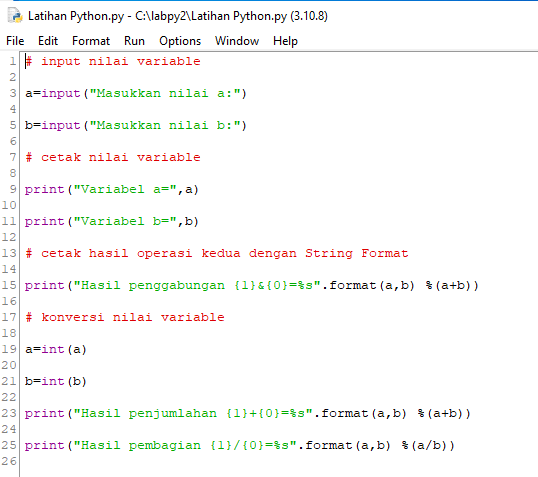 Latihan Python.py - C:\labpy2\Latihan Python.py (3.10.8)
File Edit Format Run Options Window Help
1 # input nilai variable
2
3 a=input("Masukkan nilai a:")
4
5 b=input("Masukkan nilai b:")
6
7 # cetak nilai variable
8
9 print("Variabel a=",a)
10
11 print("Variabel b=",b)
12
13 # cetak hasil operasi kedua dengan String Format
14
15 print("Hasil penggabungan {1}&{0}=%s".format(a,b) %(a+b))
16
17 # konversi nilai variable
18
19 a=int(a)
20
21 b=int(b)
22
23 print("Hasil penjumlahan {1}+{0}=%s".format(a,b) %(a+b))
24
25 print("Hasil pembagian {1}/{0}=%s".format(a,b) %(a/b))
26